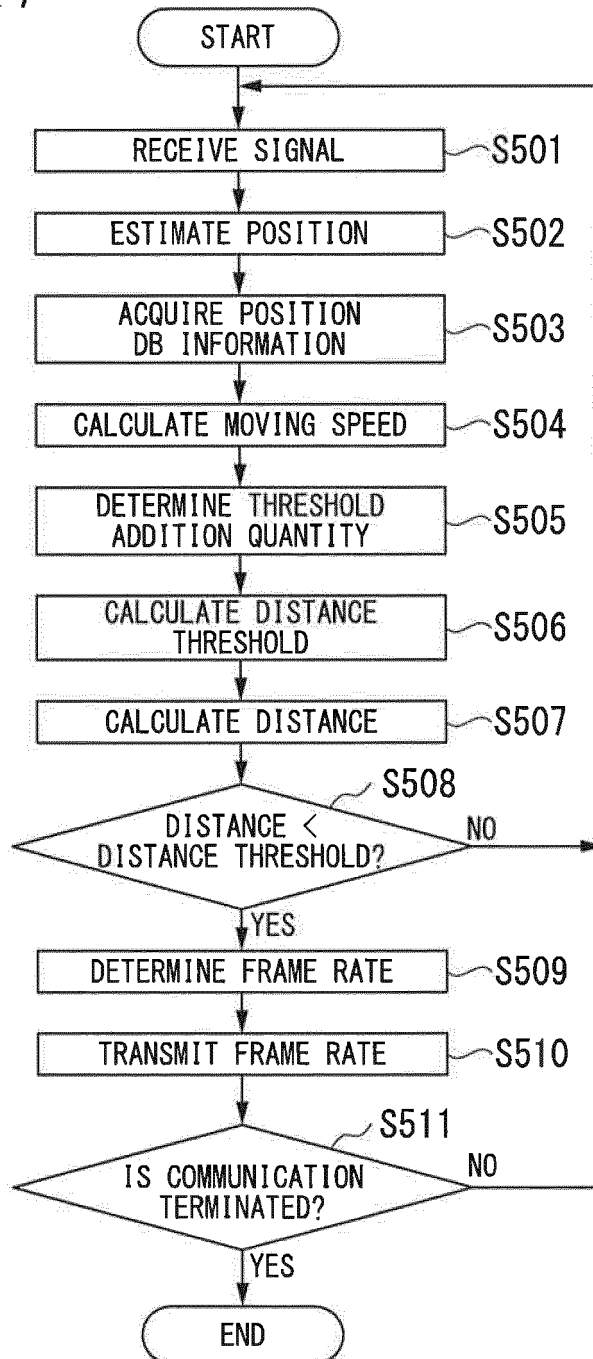 START
RECEIVE SIGNAL
S501
ESTIMATE POSITION
S502
ACQUIRE POSITION
DB INFORMATION
S503
CALCULATE MOVING SPEED
S504
DETERMINE THRESHOLD
ADDITION QUANTITY
S505
CALCULATE DISTANCE
THRESHOLD
S506
CALCULATE DISTANCE
S507
S508
DISTANCE <
DISTANCE THRESHOLD?
NO
YES
DETERMINE FRAME RATE
S509
TRANSMIT FRAME RATE
S510
S511
IS COMMUNICATION
TERMINATED?
NO
YES
END